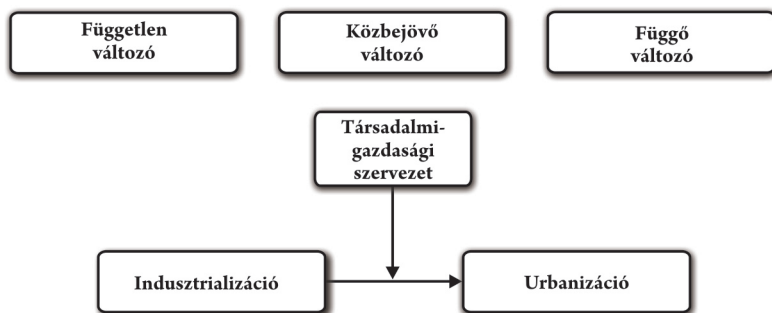 Független
változó
Közbejövő
változó
Függő
változó
Társadalmi-
gazdasági
szervezet
Indusztrializáció
Urbanizáció